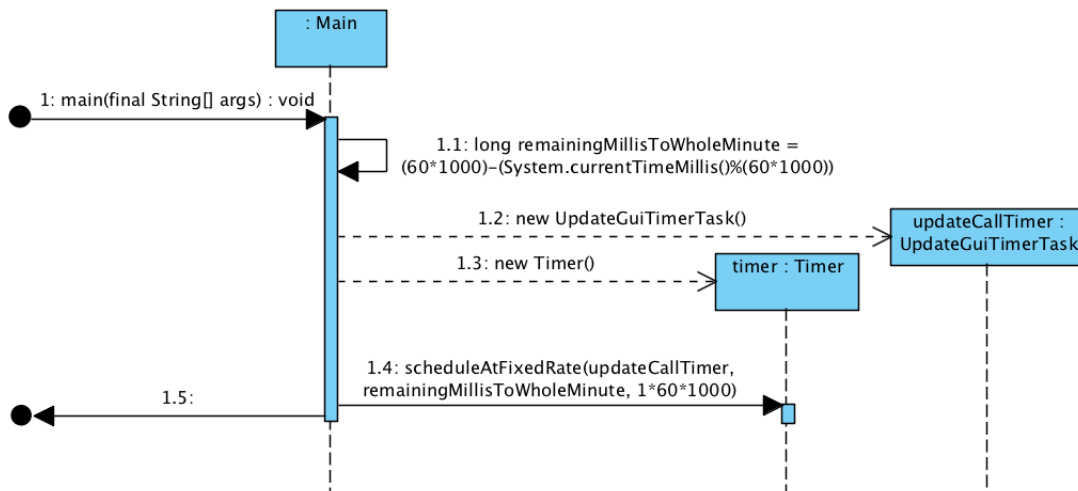 : Main
1: main(final String[] args) : void
1.1: long remainingMillisToWholeMinute =
(60*1000)-(System.currentTimeMillis()%(60*1000))
1.2: new UpdateGuiTimerTask()
updateCallTimer :
UpdateGuiTimerTask
1.3: new Timer()
timer : Timer
1.4: scheduleAtFixedRate(updateCallTimer,
remainingMillisToWholeMinute, 1*60*1000)
1.5: